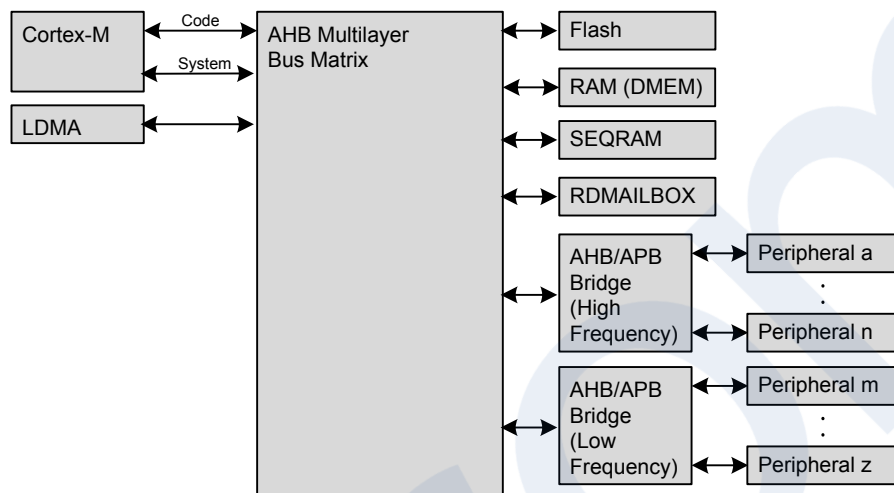 Cortex-M
Code
System
LDMA
AHB Multilayer
Bus Matrix
Flash
RAM (DMEM)
SEQRAM
RDMAILBOX
AHB/APB
Bridge
(High
Frequency)
Peripheral a
:
Peripheral n
AHB/APB
Bridge
(Low
Frequency)
Peripheral m
:
Peripheral z